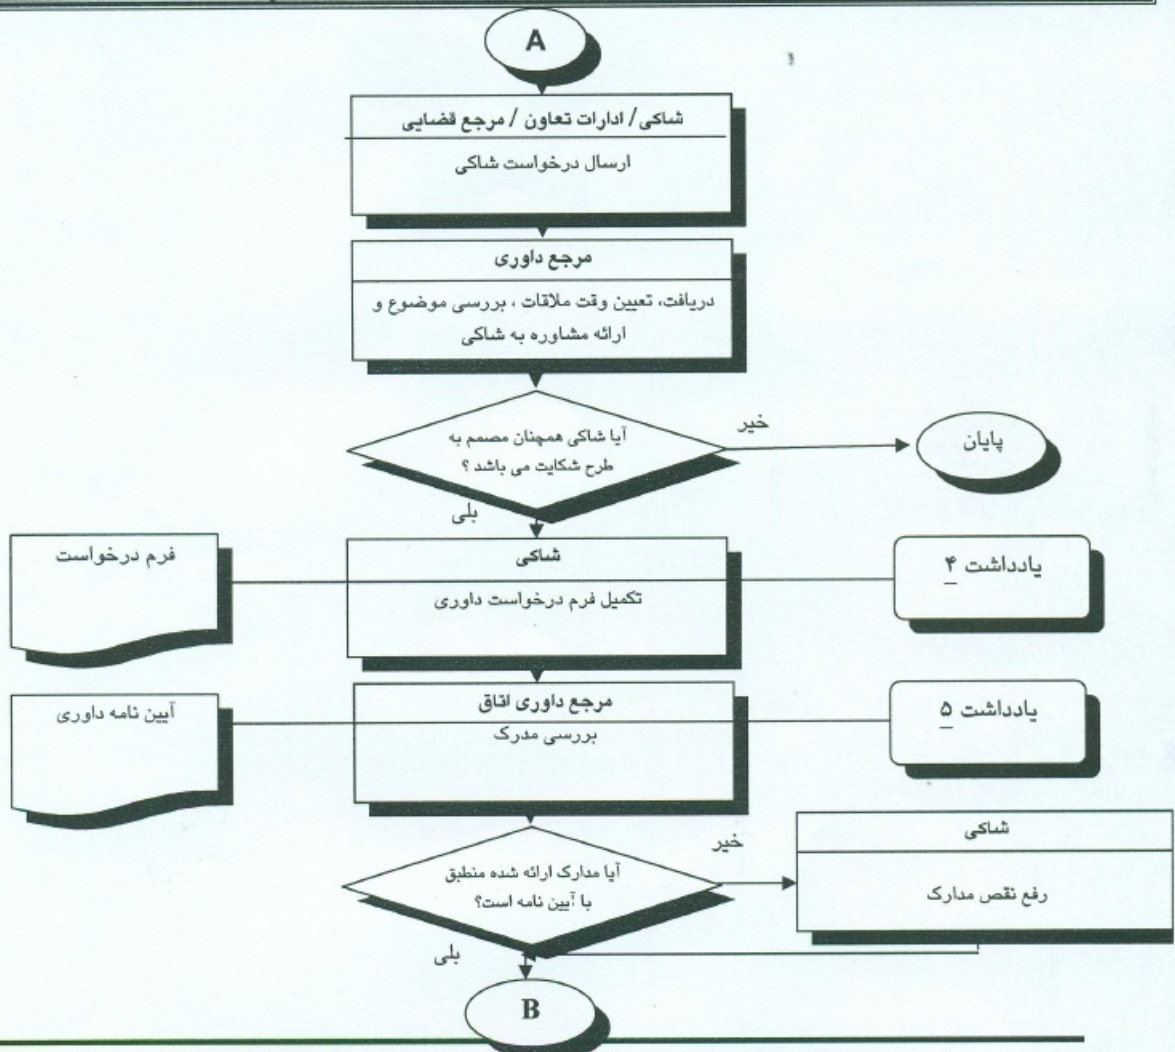 A
شاکی / ادارات تعاون / مرجع قضایی
ارسال درخواست شاکی
مرجع داوری
دریافت، تعیین وقت ملاقات ، بررسی موضوع و
ارائه مشاوره به شاکی
آیا شاکی همچنان مصمم به
طرح شکایت می باشد ؟
خیر
پایان
بلی
فرم درخواست
شاکی
تکمیل فرم درخواست داوری
یادداشت ۴
آیین نامه داوری
مرجع داوری اتاق
بررسی مدرک
یادداشت ۵
آیا مدارک ارائه شده منطبق
با آیین نامه است؟
خیر
شاکی
رفع نقص مدارک
بلی
B